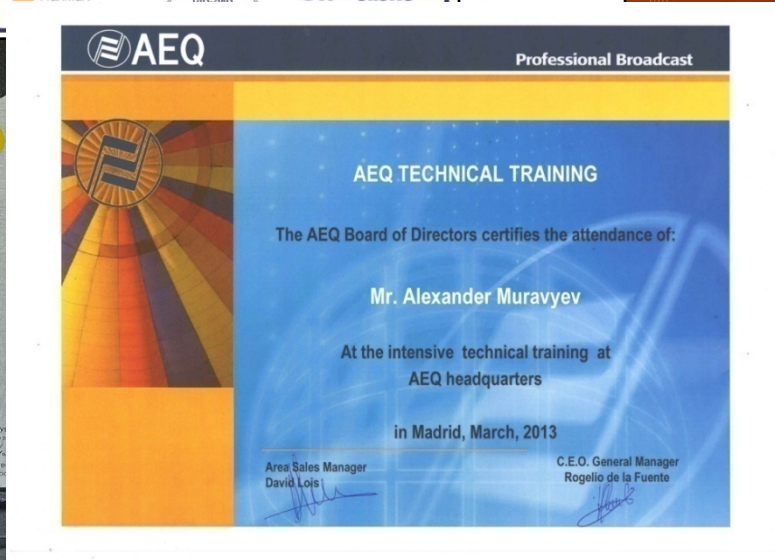 AEQ
Professional Broadcast
AEQ TECHNICAL TRAINING
The AEQ Board of Directors certifies the attendance of:
Mr. Alexander Muravyev
At the intensive technical training at
AEQ headquarters
in Madrid, March, 2013
Area Sales Manager
David Lois
C.E.O. General Manager
Rogelio de la Fuente